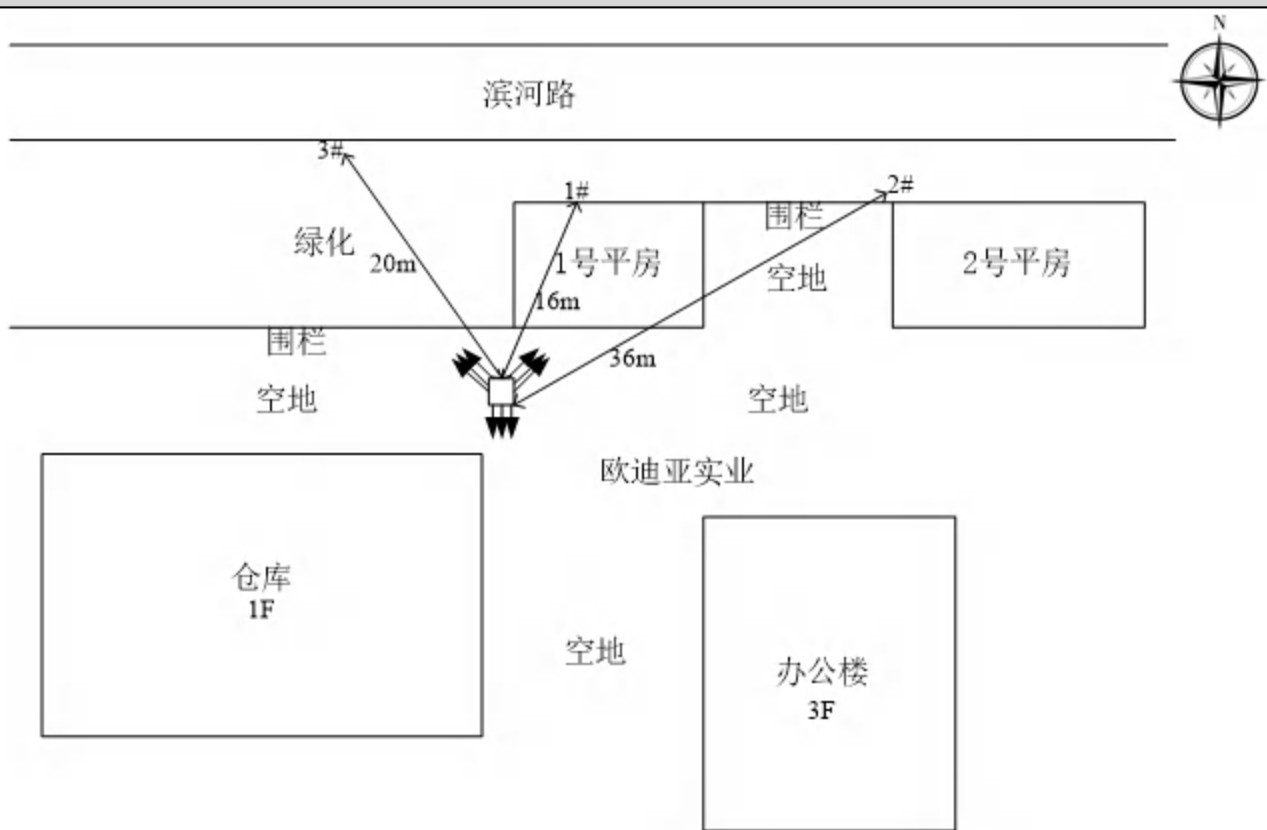 N
滨河路
3#
1#
2#
围栏
绿化
1号平房
2号平房
20m
空地
16m
围栏
36m
空地
空地
欧迪亚实业
仓库
1F
空地
办公楼
3F